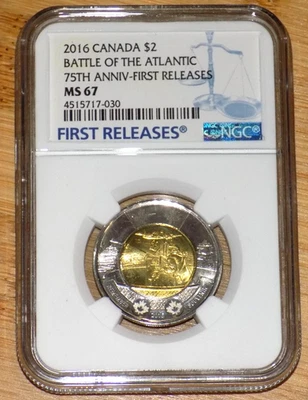 2016 CANADA $2
BATTLE OF THE ATLANTIC
75TH ANNIV-FIRST RELEASES
MS 67
4515717-030
FIRST RELEASES®
NGC®